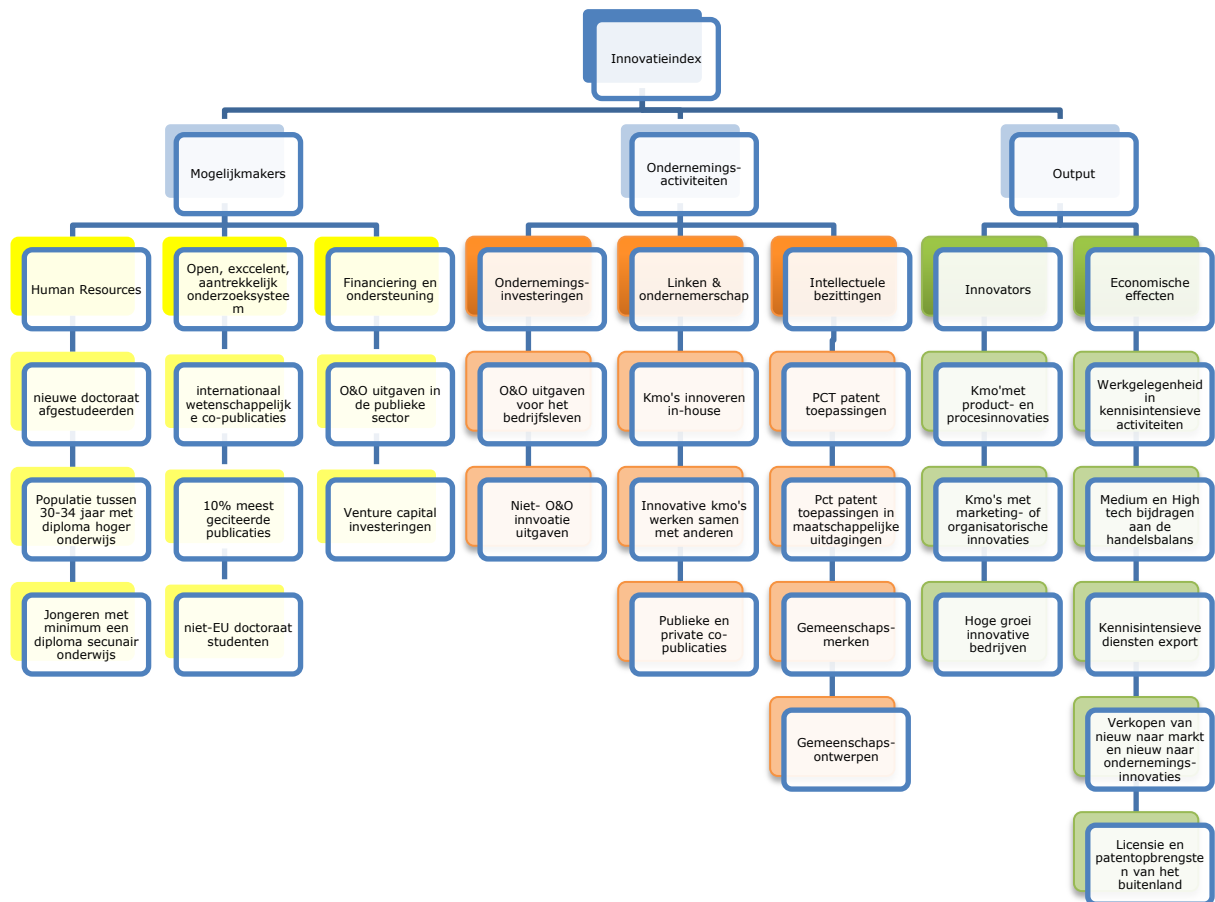 Innovatieindex
Mogelijkmakers
Ondernemings-
activiteiten
Output
Human Resources
Open, exccelent,
aantrekkelijk
onderzoeksystee
m
Financiering en
ondersteuning
Ondernemings-
investeringen
Linken &
ondernemerschap
Intellectuele
bezittingen
Innovators
Economische
effecten
nieuwe doctoraat
afgestudeerden
internationaal
wetenschappelijk
e co-publicaties
O&O uitgaven in
de publieke
sector
O&O uitgaven
voor het
bedrijfsleven
Kmo's innoveren
in-house
PCT patent
toepassingen
Kmo'met
product- en
procesinnovaties
Werkgelegenheid
in
kennisintensieve
activiteiten
Populatie tussen
30-34 jaar met
diploma hoger
onderwijs
10% meest
geciteerde
publicaties
Venture capital
investeringen
Niet- O&O
innvoatie
uitgaven
Innovative kmo's
werken samen
met anderen
Pct patent
toepassingen in
maatschappelijke
uitdagingen
Kmo's met
marketing- of
organisatorische
innovaties
Medium en High
tech bijdragen
aan de
handelsbalans
Jongeren met
minimum een
diploma secunair
onderwijs
niet-EU doctoraat
studenten
Publieke en
private co-
publicaties
Gemeenschaps-
merken
Hoge groei
innovative
bedrijven
Kennisintensieve
diensten export
Gemeenschaps-
ontwerpen
Verkopen van
nieuw naar markt
en nieuw naar
ondernemings-
innovaties
Licensie en
patentopbrengste
n van het
buitenland